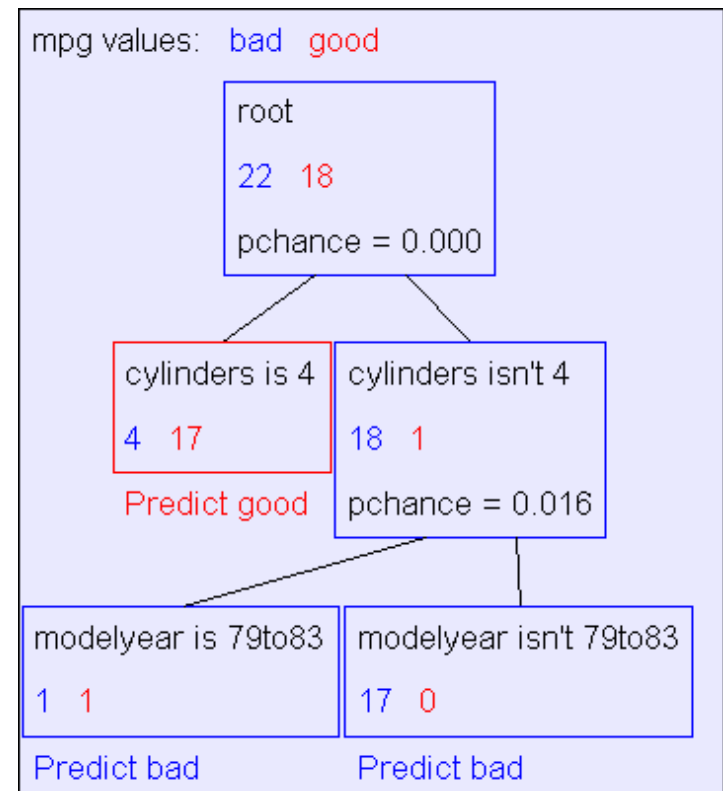 mpg values: bad good
root
22 18
pchance = 0.000
cylinders is 4
4 17
Predict good
cylinders isn't 4
18 1
pchance = 0.016
modelyear is 79to83
1 1
Predict bad
modelyear isn't 79to83
17 0
Predict bad